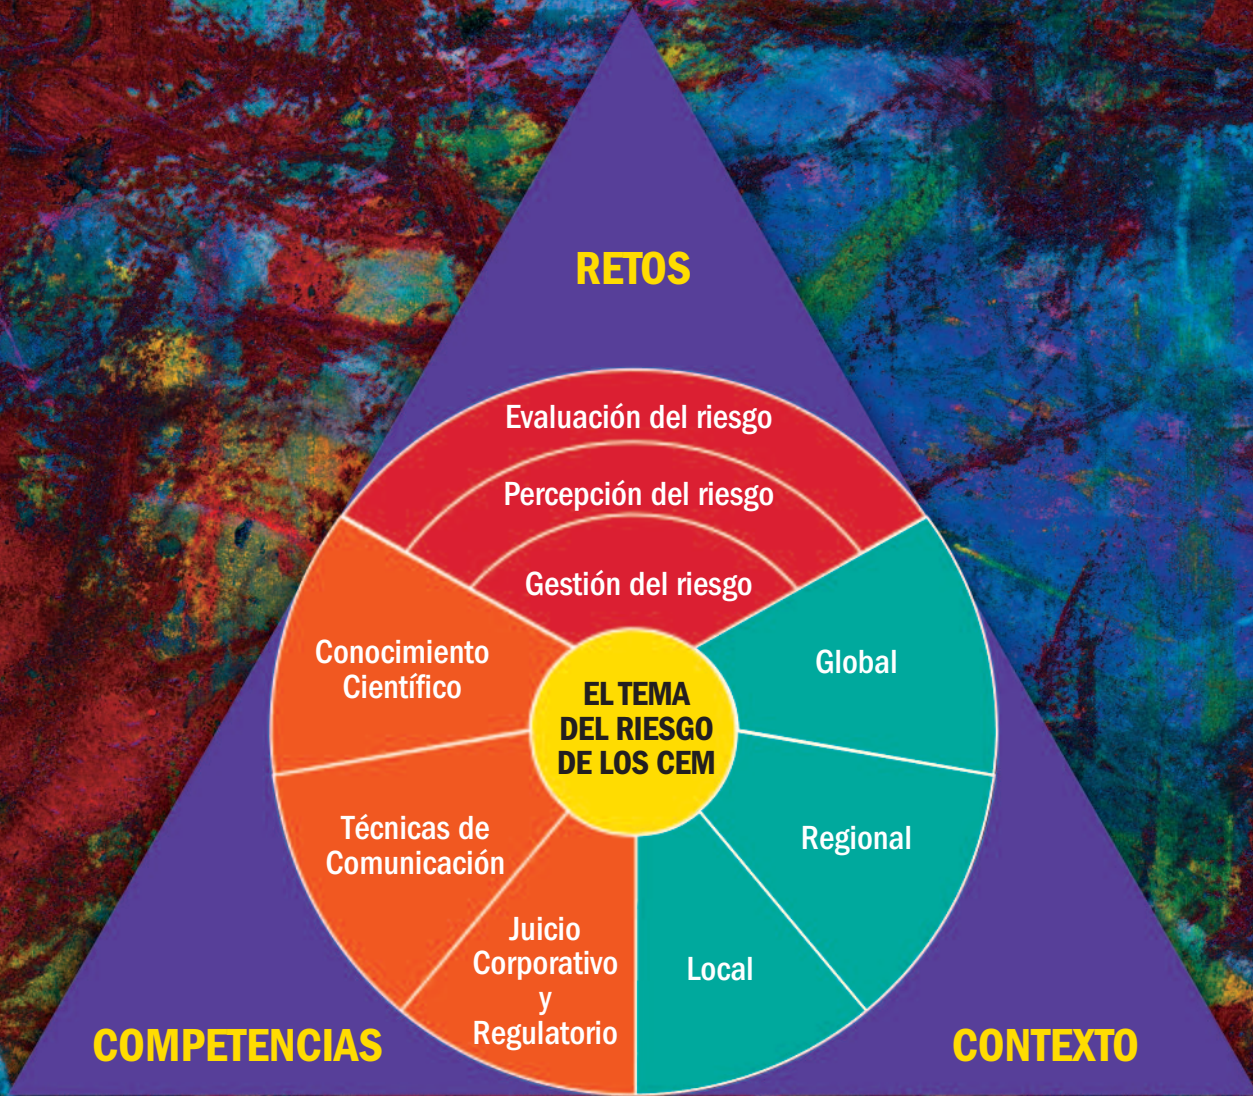 RETOS
Evaluación del riesgo
Percepción del riesgo
Gestión del riesgo
Conocimiento
Científico
Global
EL TEMA
DEL RIESGO
DE LOS CEM
Técnicas de
Comunicación
Regional
Juicio
Corporativo
y
Regulatorio
Local
COMPETENCIAS
CONTEXTO